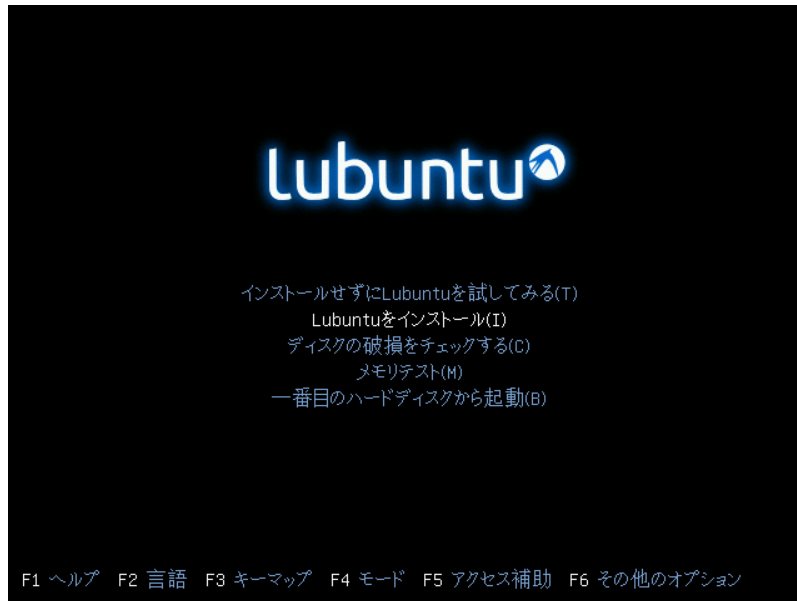 lubuntu
インストールせずにLubuntuを試してみる(T)
Lubuntuをインストール(I)
ディスクの破損をチェックする(C)
メモリテスト(M)
一番目のハードディスクから起動(B)
F1 ヘルプ F2 言語 F3 キーマップ F4 モード F5 アクセス補助 F6 その他のオプション